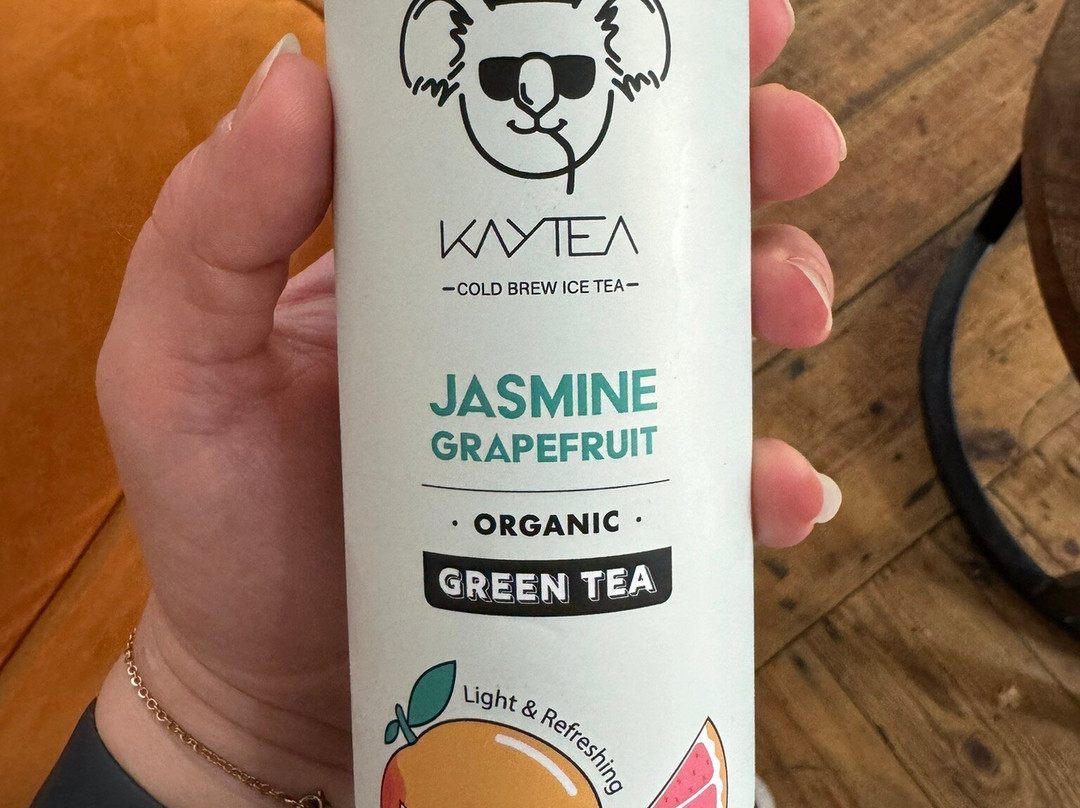 KAYTEA
-COLD BREW ICE TEA-
JASMINE
GRAPEFRUIT
· ORGANIC ·
GREEN TEA
Light & Refreshing